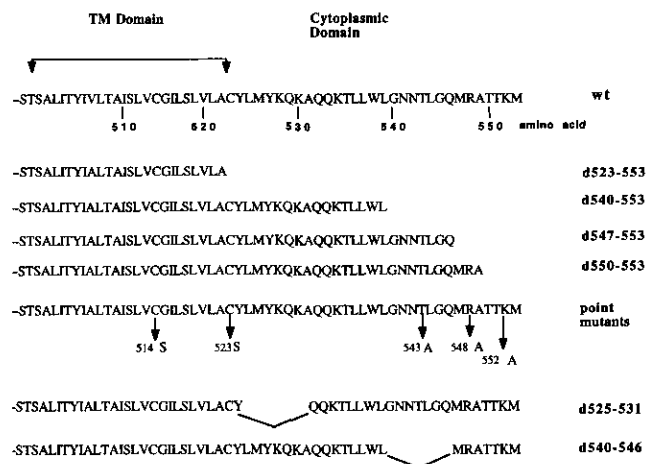 TM Domain
Cytoplasmic
Domain
-STSALITYIVLTAISLVCGILSLVLACYLMYKQKAQQKTLLWLGNNTLGQMRATTKM wt
510 520 530 540 550 amino acid
-STSALITYIALTAISLVCGILSLVLA d523-553
-STSALITYIALTAISLVCGILSLVLACYLMYKQKAQQKTLLWL d540-553
-STSALITYIALTAISLVCGILSLVLACYLMYKQKAQQKTLLWLGNNTLGQ d547-553
-STSALITYIALTAISLVCGILSLVLACYLMYKQKAQQKTLLWLGNNTLGQMRA d550-553
-STSALITYIALTAISLVCGILSLVLACYLMYKQKAQQKTLLWLGNNTLGQMRATTKM point
mutants
514 S 523S 543 A 548 A
552 A
-STSALITYIALTAISLVCGILSLVLACY QQKTLLWLGNNTLGQMRATTKM d525-531
-STSALITYIALTAISLVCGILSLVLACYLMYKQKAQQKTLLWL MRATTKM d540-546